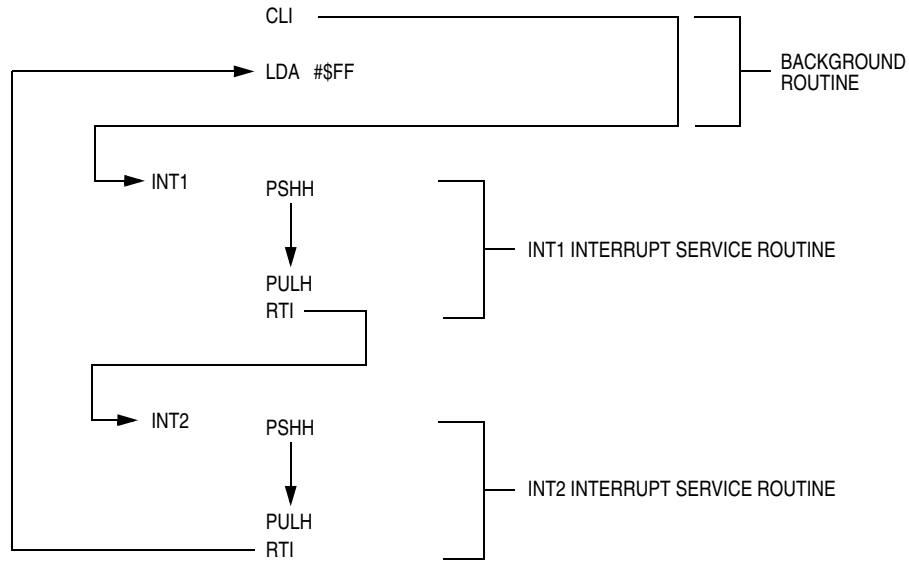 CLI
LDA #$FF
BACKGROUND
ROUTINE
INT1
PSHH
INT1 INTERRUPT SERVICE ROUTINE
PULH
RTI
INT2
PSHH
INT2 INTERRUPT SERVICE ROUTINE
PULH
RTI